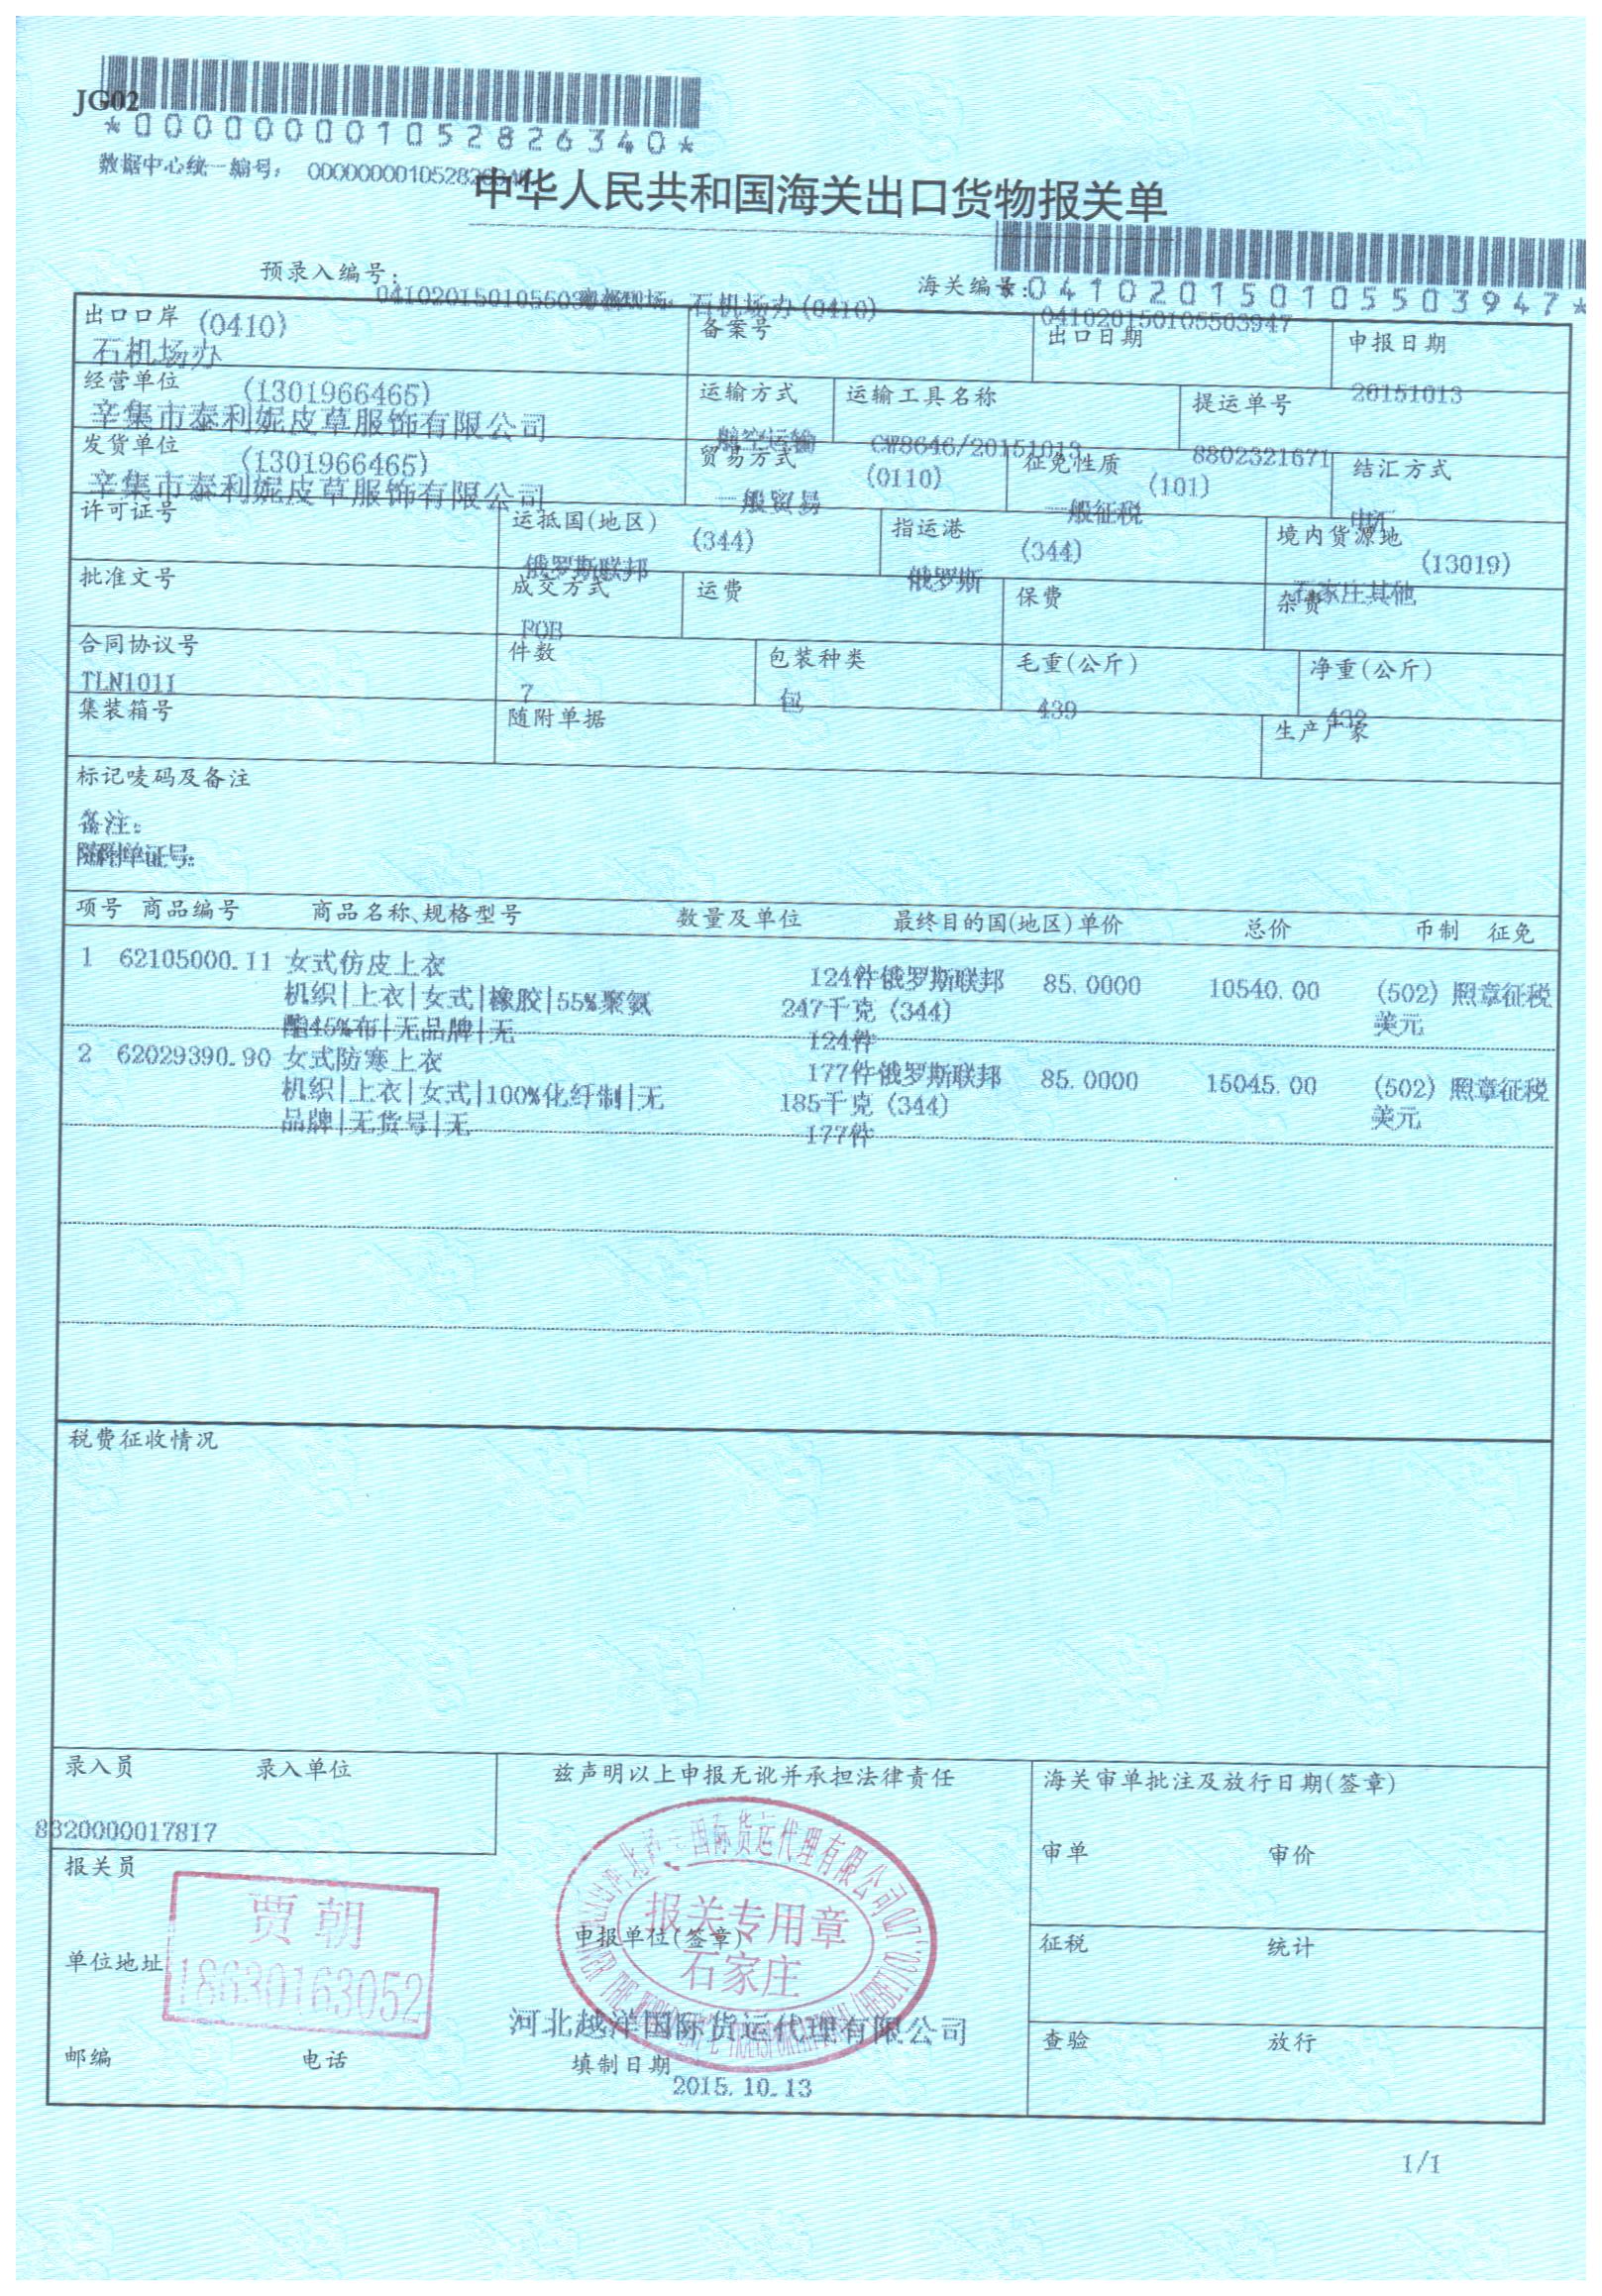 JG02
*000000001052826340*
数据中心统一编号: 000000001052826340
中华人民共和国海关出口货物报关单
预录入编号:
海关编号:
*041020150105503947*
石机场办(0410)
041020150105503947
出口口岸 (0410)
石机场办
备案号
出口日期
申报日期
20151013
经营单位 (1301966465)
辛集市泰利妮皮草服饰有限公司
运输方式
航空运输
运输工具名称
CW8646/20151013
提运单号
8802321671
发货单位 (1301966465)
辛集市泰利妮皮草服饰有限公司
贸易方式 (0110)
一般贸易
征免性质 (101)
一般征税
结汇方式
电汇
许可证号
运抵国(地区) (344)
俄罗斯联邦
指运港 (344)
俄罗斯
境内货源地 (13019)
石家庄其他
批准文号
成交方式
FOB
运费
保费
杂费
合同协议号
TLN1011
件数
7
包装种类
包
毛重(公斤)
439
净重(公斤)
432
集装箱号
随附单据
生产厂家
标记唛码及备注
备注:
随附单证号:
项号 商品编号 商品名称、规格型号 数量及单位 最终目的国(地区) 单价 总价 币制 征免
1 62105000.11 女式仿皮上衣 124件 俄罗斯联邦 85.0000 10540.00 (502) 照章征税
机织|上衣|女式|橡胶|55%聚氨 247千克 (344) 美元
酯45%布|无品牌|无 124件
2 62029390.90 女式防寒上衣 177件 俄罗斯联邦 85.0000 15045.00 (502) 照章征税
机织|上衣|女式|100%化纤制|无 185千克 (344) 美元
品牌|无货号|无 177件
税费征收情况
录入员 录入单位
8320000017817
兹声明以上申报无讹并承担法律责任
海关审单批注及放行日期(签章)
审单 审价
报关员
贾朝
18630163052
单位地址
国际货运代理有限公司
报关专用章
石家庄
申报单位(签章)
河北越洋国际货运代理有限公司
征税 统计
查验 放行
邮编 电话
填制日期
2015.10.13
1/1